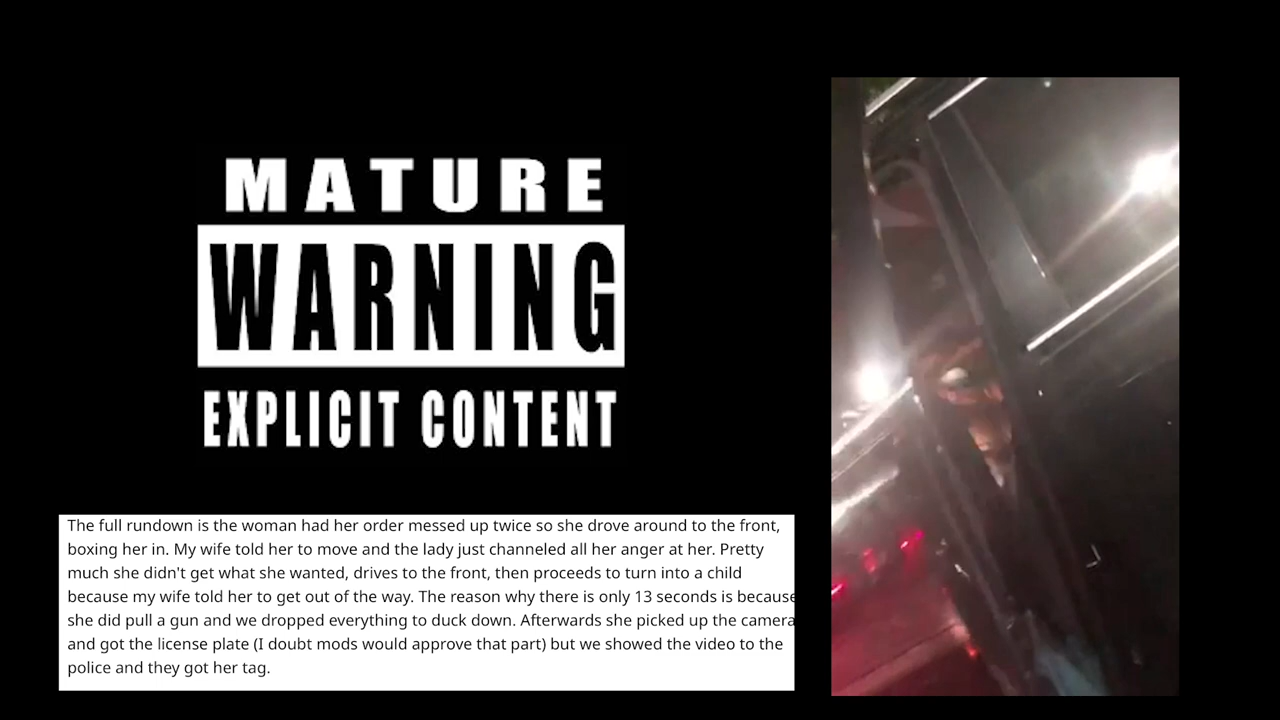 MATURE
WARNING
EXPLICIT CONTENT
The full rundown is the woman had her order messed up twice so she drove around to the front,
boxing her in. My wife told her to move and the lady just channeled all her anger at her. Pretty
much she didn't get what she wanted, drives to the front, then proceeds to turn into a child
because my wife told her to get out of the way. The reason why there is only 13 seconds is because
she did pull a gun and we dropped everything to duck down. Afterwards she picked up the camera
and got the license plate (I doubt mods would approve that part) but we showed the video to the
police and they got her tag.